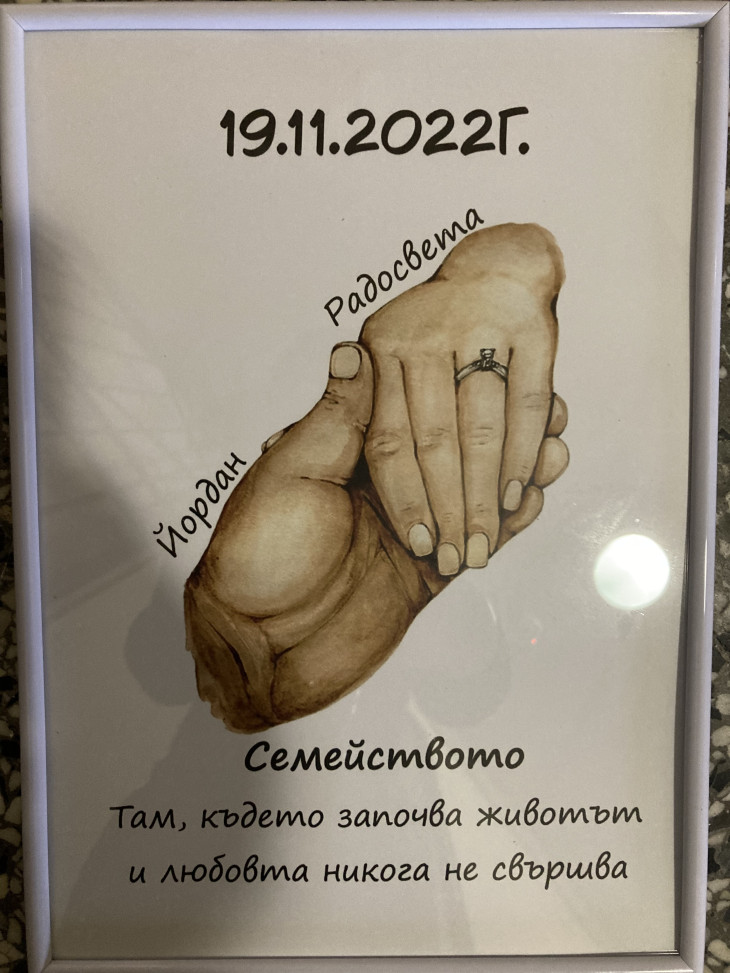 19.11.2022г.
Радосвета
Йордан
Семейството
Там, където започва животът
и любовта никога не свършва